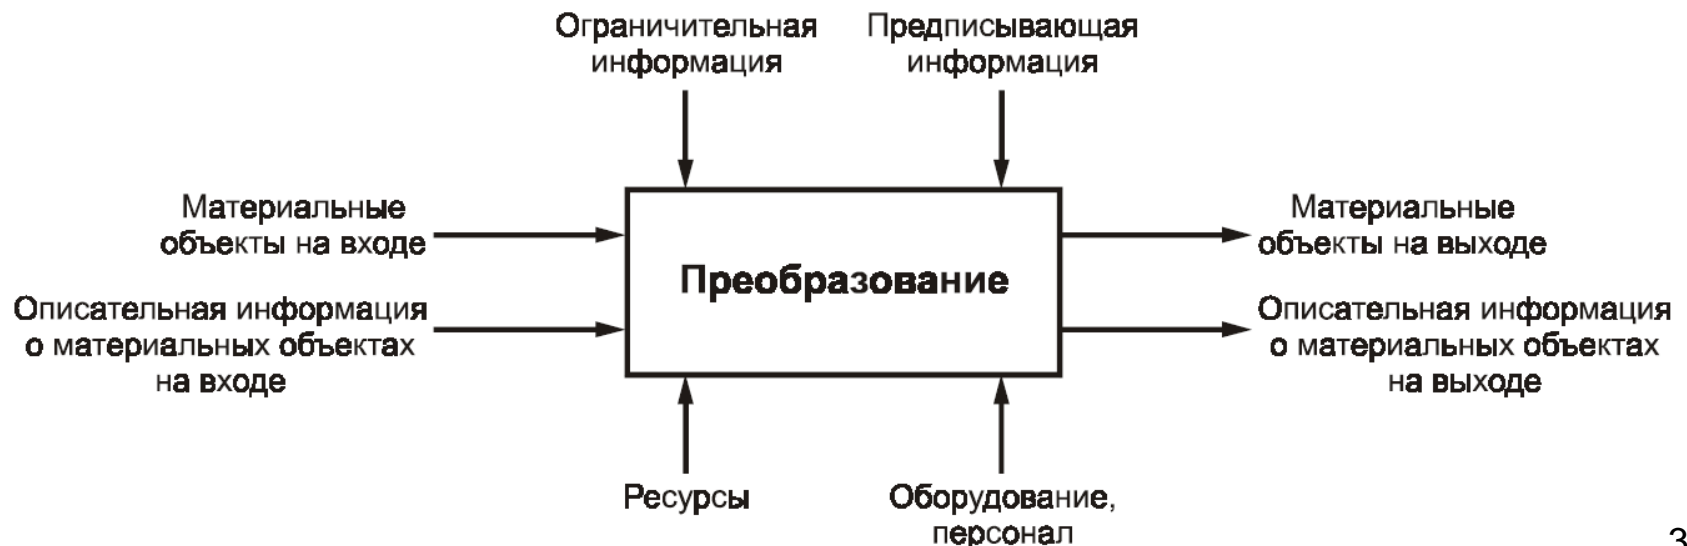 Ограничительная
информация
Предписывающая
информация
Материальные
объекты на входе
Описательная информация
о материальных объектах
на входе
Преобразование
Материальные
объекты на выходе
Описательная информация
о материальных объектах
на выходе
Ресурсы
Оборудование,
персонал
3